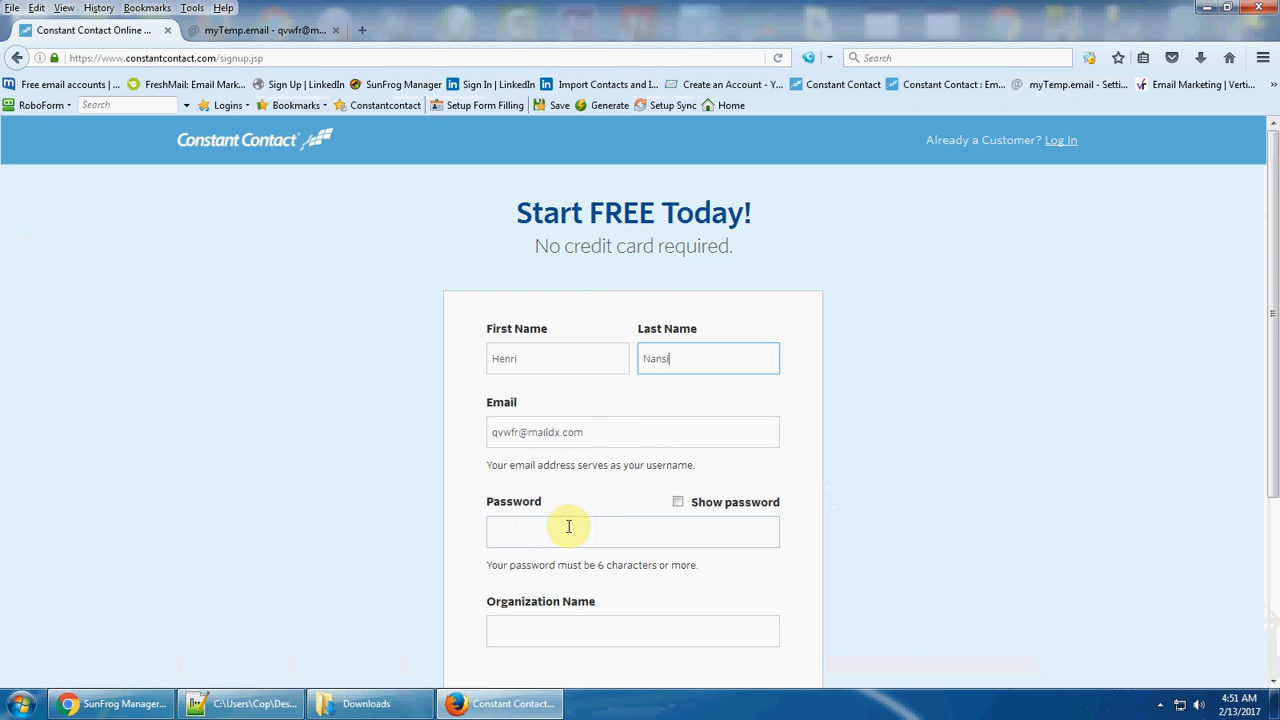 File Edit View History Bookmarks Tools Help
Constant Contact Online ... × myTemp.email - qvwfr@m... × +
https://www.constantcontact.com/signup.jsp Search
Free email accounts | ... FreshMail: Email Mark... Sign Up | LinkedIn SunFrog Manager Sign In | LinkedIn Import Contacts and I... Create an Account - Y... Constant Contact Constant Contact : Em... myTemp.email - Setti... Email Marketing | Verti... »
RoboForm Search Logins Bookmarks Constantcontact Setup Form Filling Save Generate Setup Sync Home
Constant Contact Already a Customer? Log In
Start FREE Today!
No credit card required.
First Name Last Name
Henri Nansi
Email
qvwfr@maildx.com
Your email address serves as your username.
Password Show password
Your password must be 6 characters or more.
Organization Name
SunFrog Manager... C:\Users\Cop\Des... Downloads Constant Contact... 4:51 AM
2/13/2017